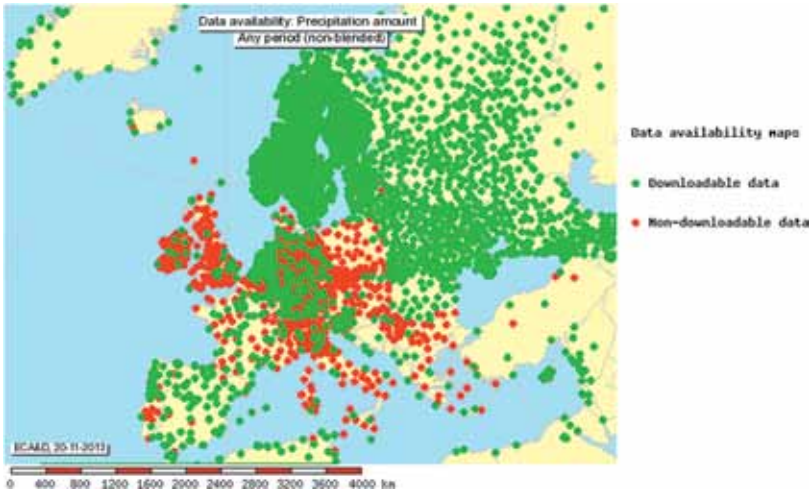 Data availability: Precipitation amount
Any period (non-blended)
Data availability maps
Downloadable data
Non-downloadable data
ECA&D, 20-11-2013
0 400 800 1200 1600 2000 2400 2800 3200 3600 4000 km